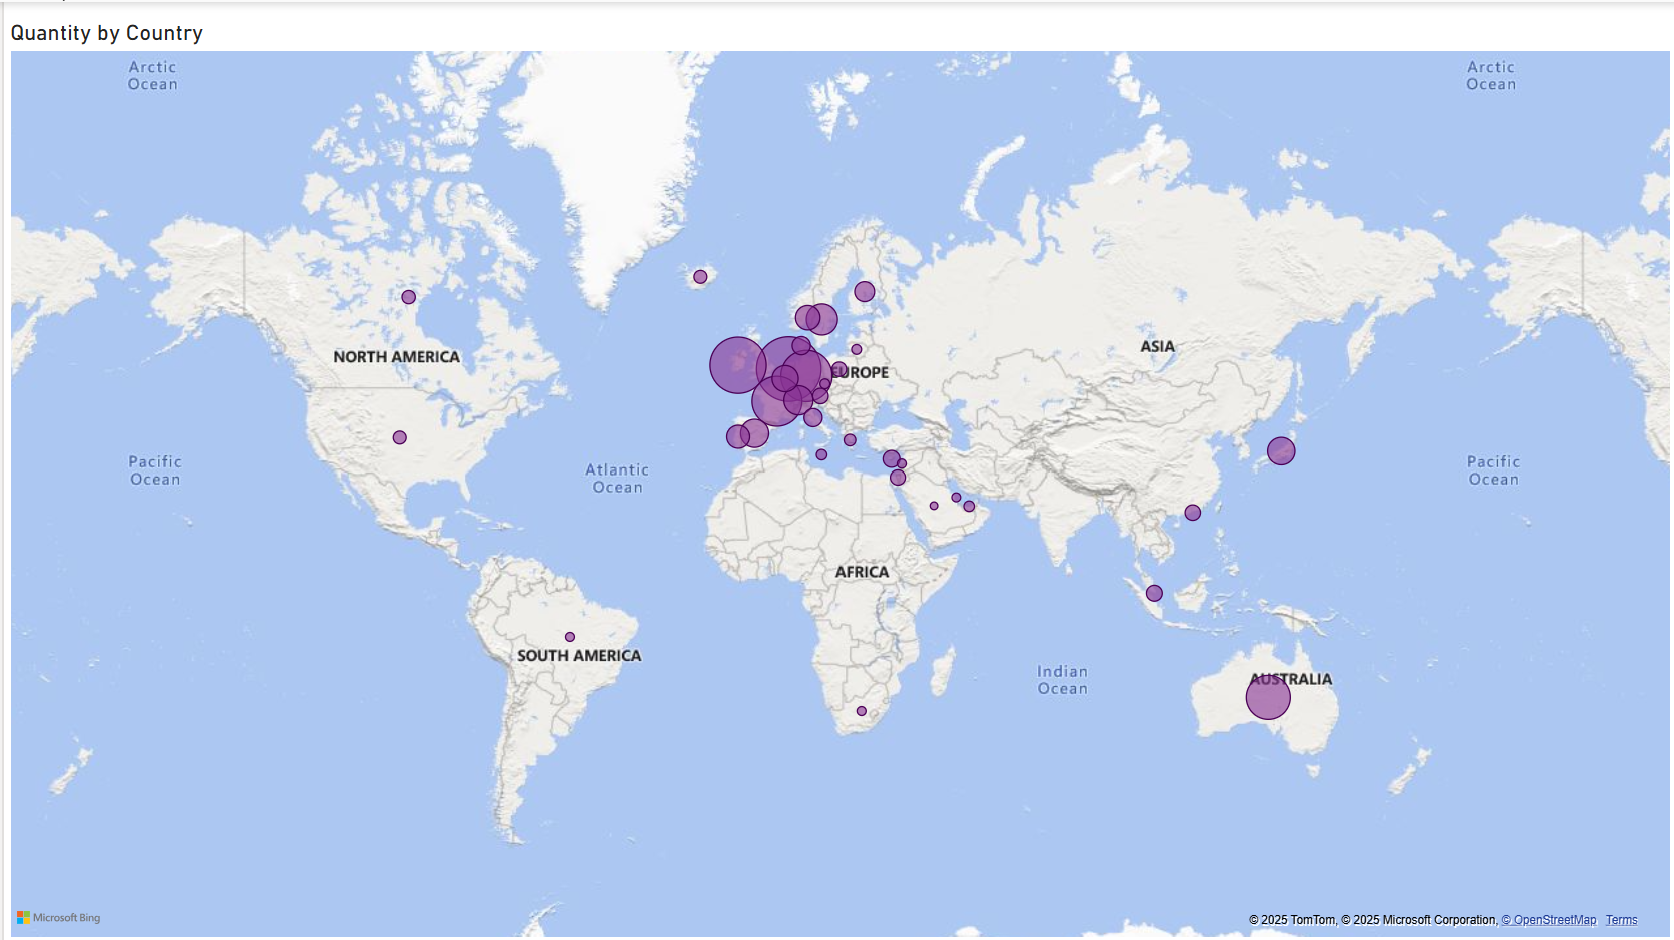 Quantity by Country
Arctic
Ocean
Arctic
Ocean
NORTH AMERICA
ASIA
EUROPE
Pacific
Ocean
Atlantic
Ocean
Pacific
Ocean
AFRICA
SOUTH AMERICA
Indian
Ocean
AUSTRALIA
Microsoft Bing
© 2025 TomTom, © 2025 Microsoft Corporation, © OpenStreetMap Terms